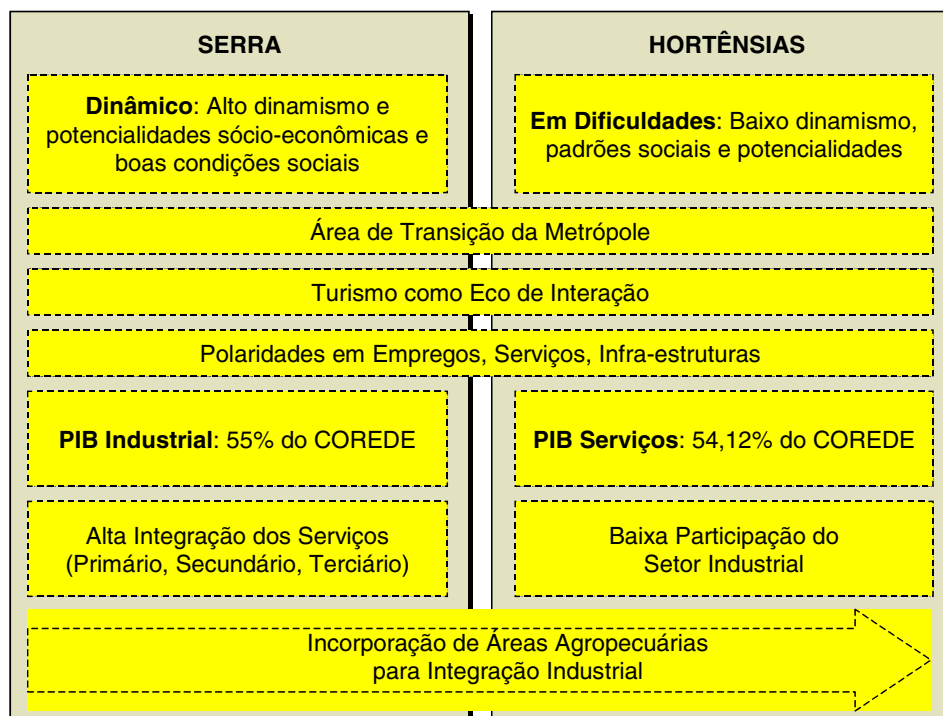 SERRA
HORTÊNSIAS
Dinâmico: Alto dinamismo e
potencialidades sócio-econômicas e
boas condições sociais
Em Dificuldades: Baixo dinamismo,
padrões sociais e potencialidades
Área de Transição da Metrópole
Turismo como Eco de Interação
Polaridades em Empregos, Serviços, Infra-estruturas
PIB Industrial: 55% do COREDE
PIB Serviços: 54,12% do COREDE
Alta Integração dos Serviços
(Primário, Secundário, Terciário)
Baixa Participação do
Setor Industrial
Incorporação de Áreas Agropecuárias
para Integração Industrial